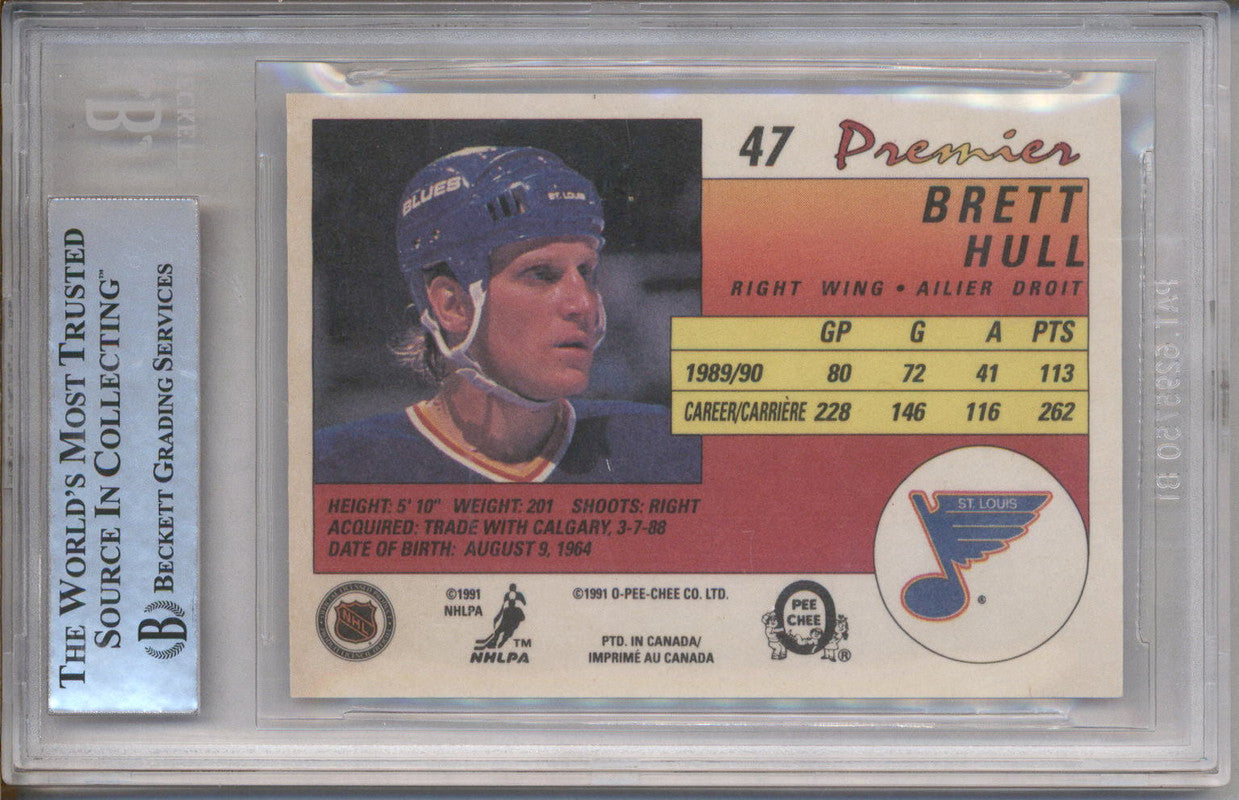 THE WORLD'S MOST TRUSTED
SOURCE IN COLLECTING™
BECKETT GRADING SERVICES
B
BLUES
ST. LOUIS
47 Premier
BRETT
HULL
RIGHT WING • AILIER DROIT
GP G A PTS
1989/90 80 72 41 113
CAREER/CARRIÈRE 228 146 116 262
HEIGHT: 5' 10" WEIGHT: 201 SHOOTS: RIGHT
ACQUIRED: TRADE WITH CALGARY, 3-7-88
DATE OF BIRTH: AUGUST 9, 1964
ST. LOUIS
®
NHL
©1991
NHLPA
TM
NHLPA
©1991 O-PEE-CHEE CO. LTD.
PTD. IN CANADA/
IMPRIMÉ AU CANADA
O
PEE
CHEE
®